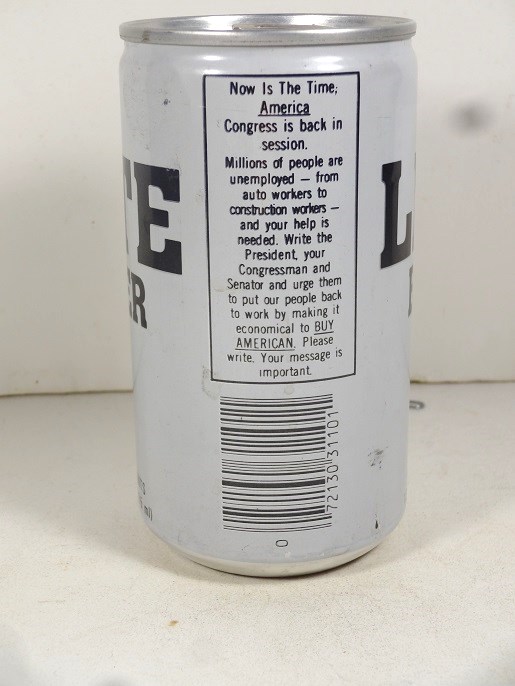 Now Is The Time,
America
Congress is back in
session.
Millions of people are
unemployed — from
auto workers to
construction workers —
and your help is
needed. Write the
President, your
Congressman and
Senator and urge them
to put our people back
to work by making it
economical to BUY
AMERICAN. Please
write. Your message is
important.
TE
ER
L
72130 31101
0